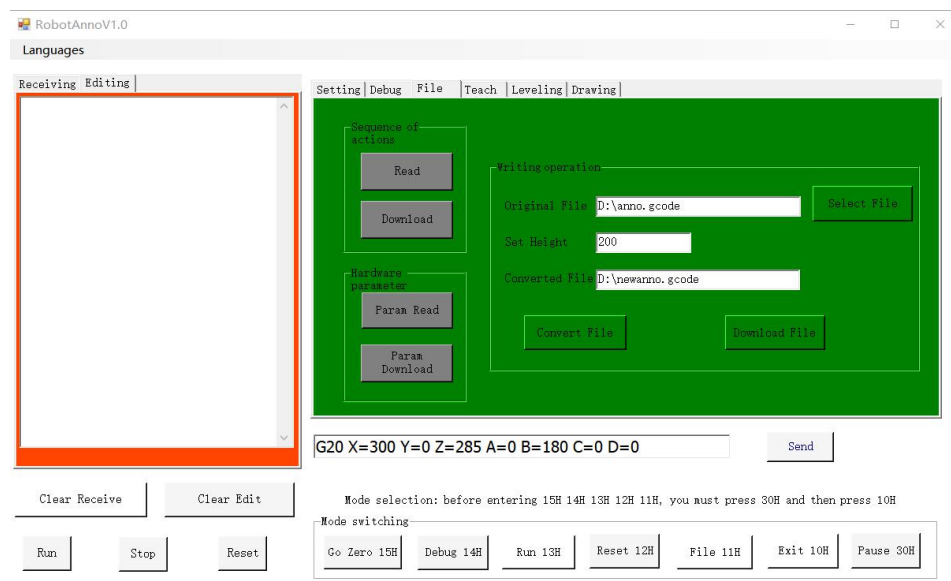 RobotAnnoV1.0
Languages
Receiving Editing
Setting Debug File Teach Leveling Drawing
Sequence of
actions
Read
Download
Hardware
parameter
Param Read
Param
Download
Writing operation
Original File D:\anno.gcode Select File
Set Height 200
Converted File D:\newanno.gcode
Convert File Download File
G20 X=300 Y=0 Z=285 A=0 B=180 C=0 D=0 Send
Clear Receive Clear Edit
Mode selection: before entering 15H 14H 13H 12H 11H, you must press 30H and then press 10H
Mode switching
Run Stop Reset
Go Zero 15H Debug 14H Run 13H Reset 12H File 11H Exit 10H Pause 30H